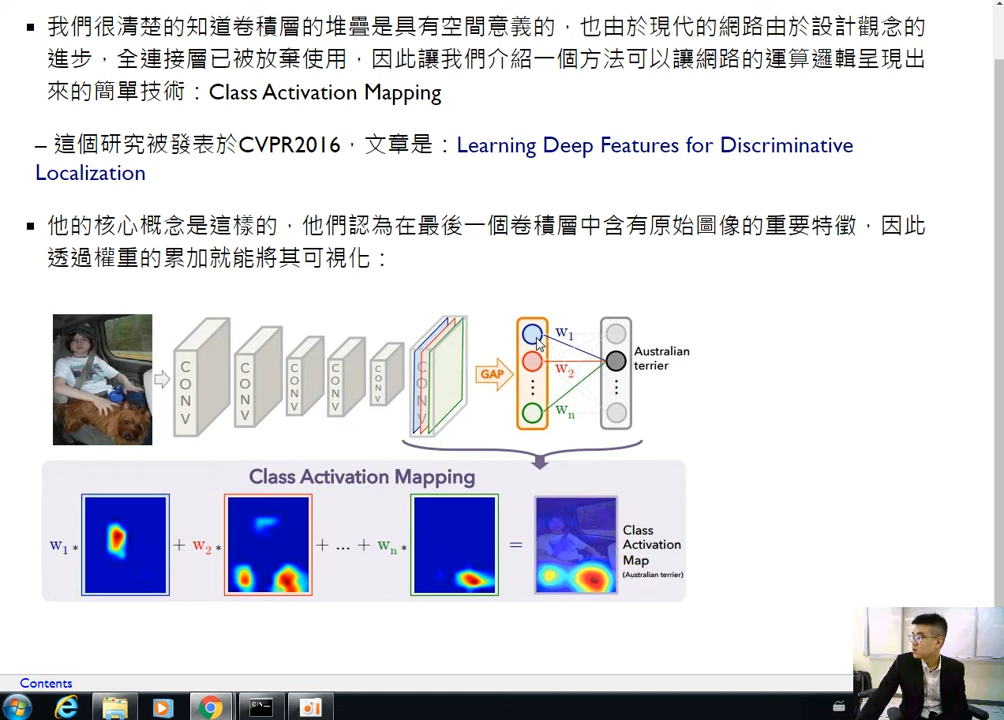 我們很清楚的知道卷積層的堆疊是具有空間意義的，也由於現代的網路由於設計觀念的
進步，全連接層已被放棄使用，因此讓我們介紹一個方法可以讓網路的運算邏輯呈現出
來的簡單技術：Class Activation Mapping
– 這個研究被發表於CVPR2016，文章是：Learning Deep Features for Discriminative
Localization
他的核心概念是這樣的，他們認為在最後一個卷積層中含有原始圖像的重要特徵，因此
透過權重的累加就能將其可視化：
CONV
CONV
CONV
CONV
CONV
CONV
GAP
w1
w2
wn
Australian
terrier
Class Activation Mapping
w1 * + w2 * + ... + wn * =
Class
Activation
Map
(Australian terrier)
Contents